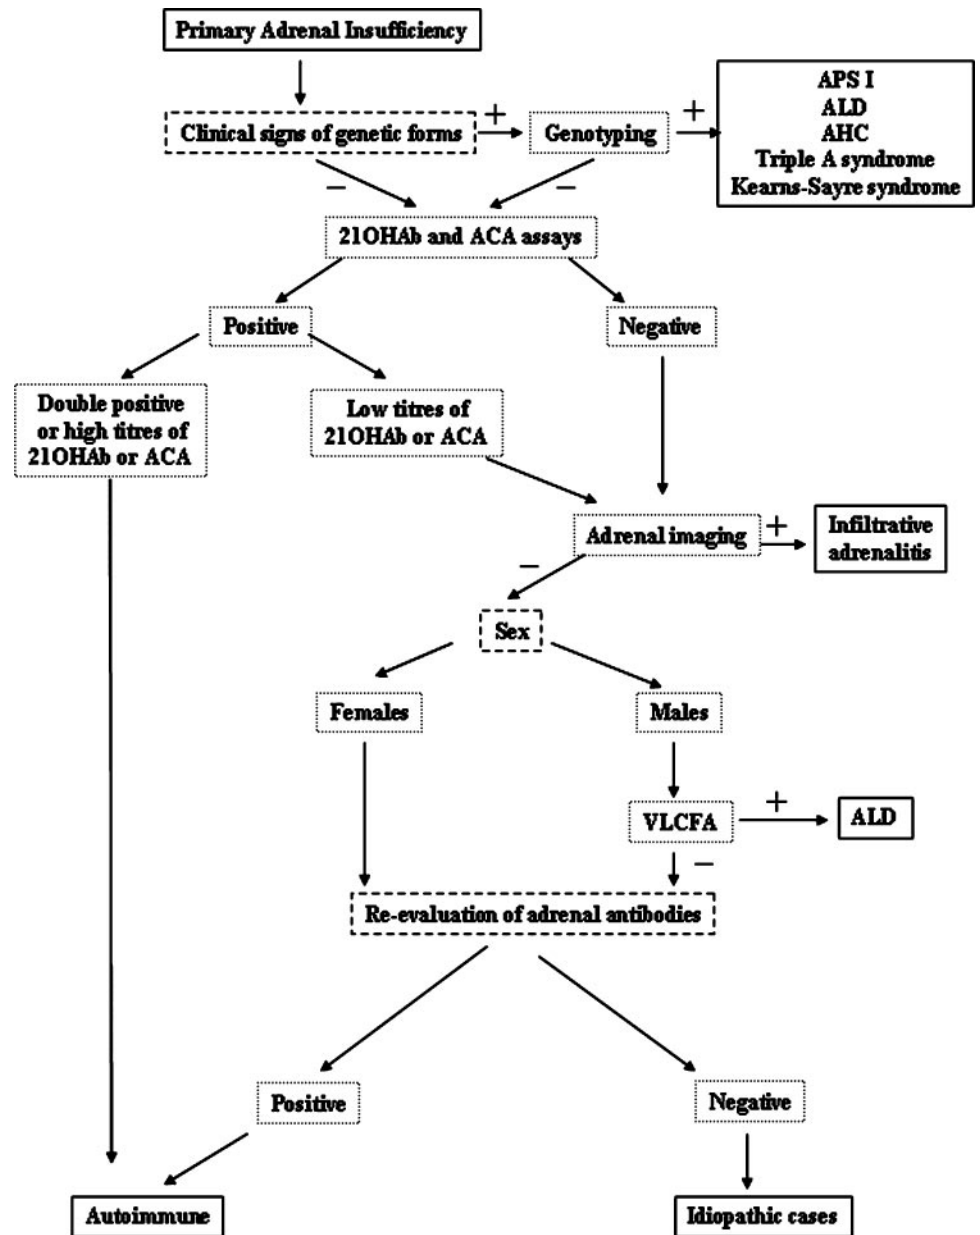 Primary Adrenal Insufficiency
Clinical signs of genetic forms
+
Genotyping
+
APS I
ALD
AHC
Triple A syndrome
Kearns-Sayre syndrome
−
−
21OHAb and ACA assays
Positive
Negative
Double positive
or high titres of
21OHAb or ACA
Low titres of
21OHAb or ACA
Adrenal imaging
+
Infiltrative
adrenalitis
−
Sex
Females
Males
VLCFA
+
ALD
−
Re-evaluation of adrenal antibodies
Positive
Negative
Autoimmune
Idiopathic cases